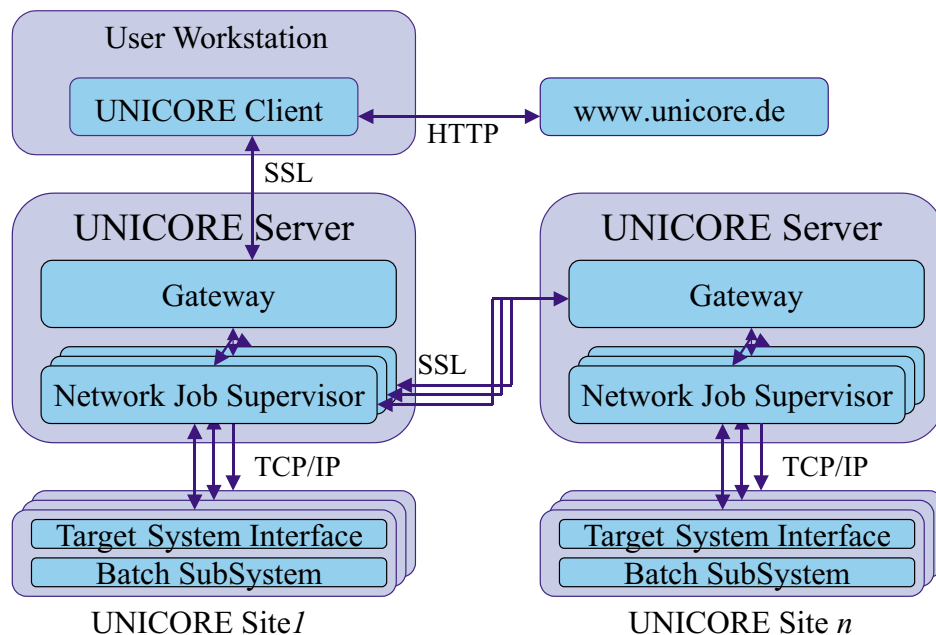 User Workstation
UNICORE Client
www.unicore.de
HTTP
SSL
UNICORE Server
Gateway
Network Job Supervisor
SSL
TCP/IP
Target System Interface
Batch SubSystem
UNICORE Site1
UNICORE Server
Gateway
Network Job Supervisor
TCP/IP
Target System Interface
Batch SubSystem
UNICORE Site n